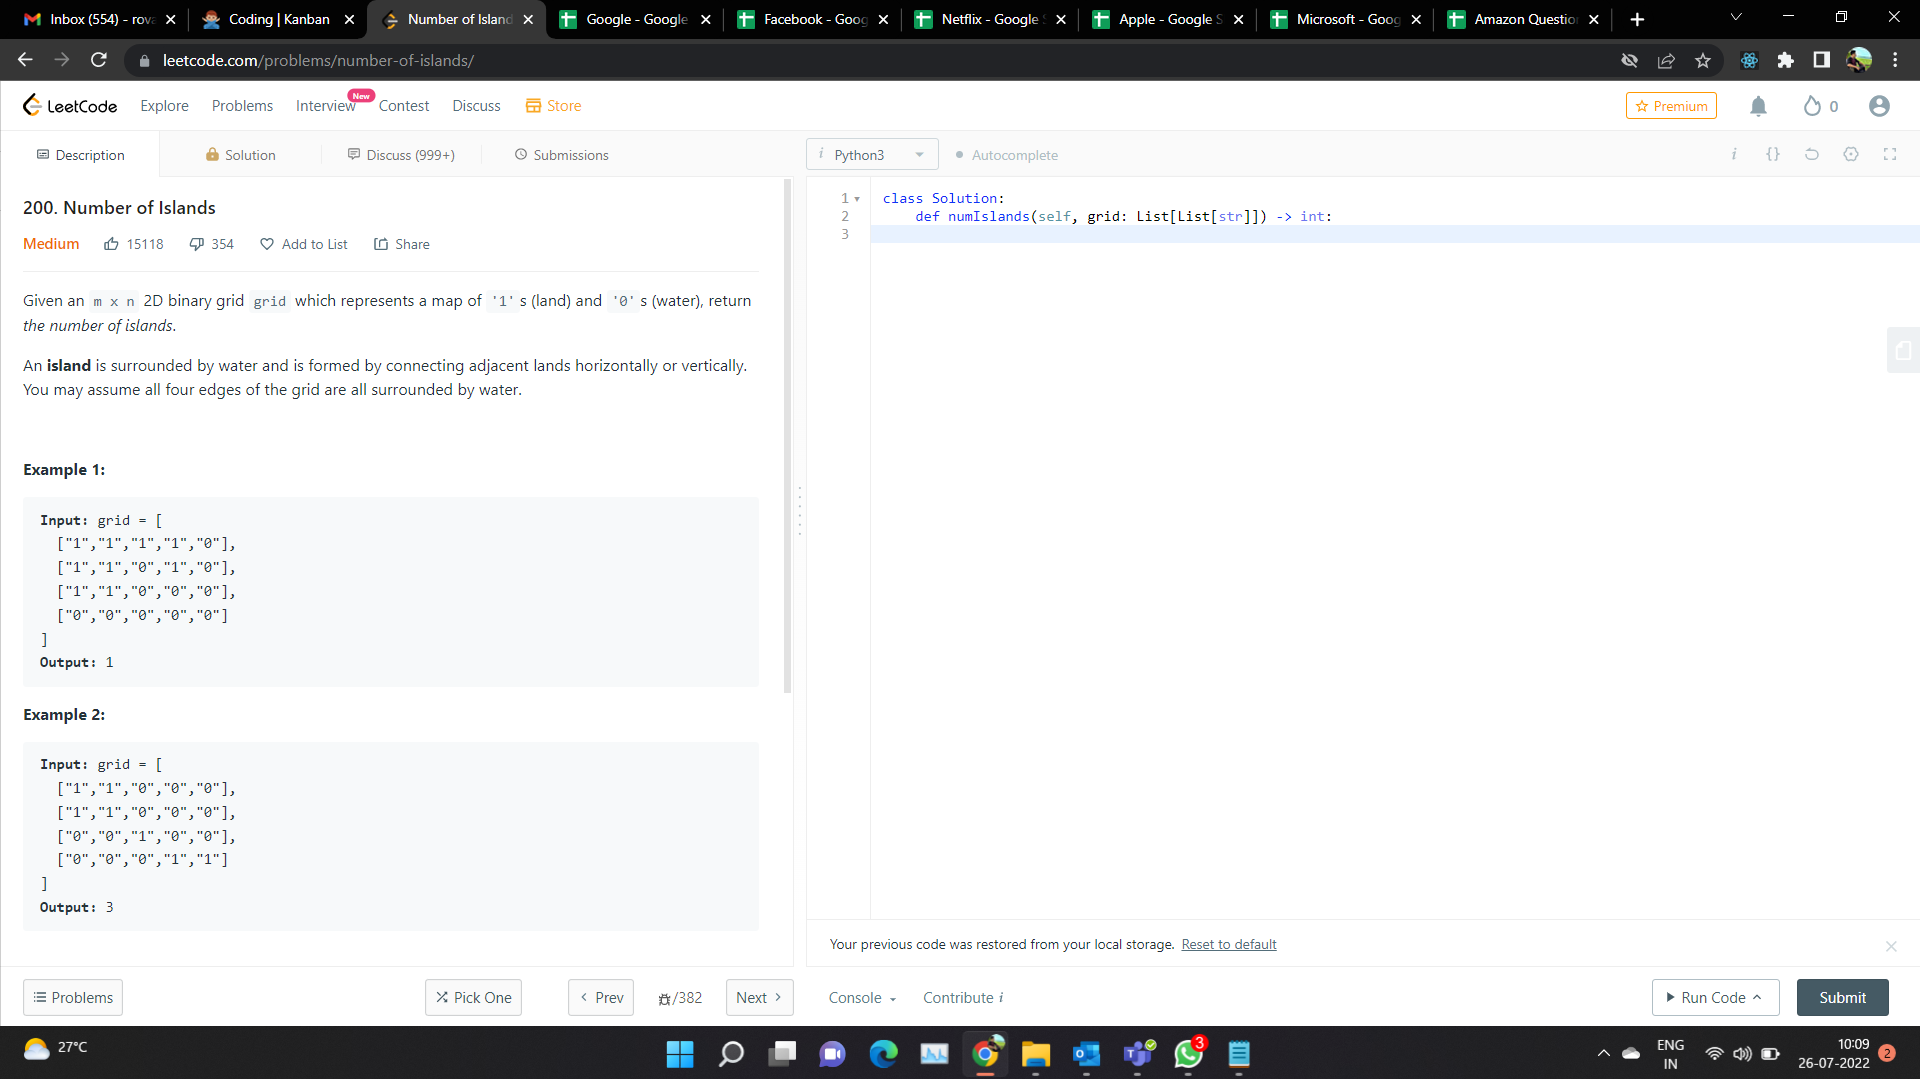 Inbox (554) - rova
Coding | Kanban
Number of Island
Google - Google
Facebook - Goog
Netflix - Google S
Apple - Google S
Microsoft - Goog
Amazon Question
leetcode.com/problems/number-of-islands/
LeetCode
Explore
Problems
Interview
New
Contest
Discuss
Store
Premium
0
Description
Solution
Discuss (999+)
Submissions
Python3
Autocomplete
200. Number of Islands
Medium
15118
354
Add to List
Share
Given an m x n 2D binary grid grid which represents a map of '1' s (land) and '0' s (water), return
the number of islands.
An island is surrounded by water and is formed by connecting adjacent lands horizontally or vertically.
You may assume all four edges of the grid are all surrounded by water.
Example 1:
Input: grid = [
["1","1","1","1","0"],
["1","1","0","1","0"],
["1","1","0","0","0"],
["0","0","0","0","0"]
]
Output: 1
Example 2:
Input: grid = [
["1","1","0","0","0"],
["1","1","0","0","0"],
["0","0","1","0","0"],
["0","0","0","1","1"]
]
Output: 3
1 class Solution:
2 def numIslands(self, grid: List[List[str]]) -> int:
3
Your previous code was restored from your local storage. Reset to default
Problems
Pick One
Prev
/382
Next
Console
Contribute i
Run Code
Submit
27°C
3
ENG
IN
10:09
26-07-2022
2